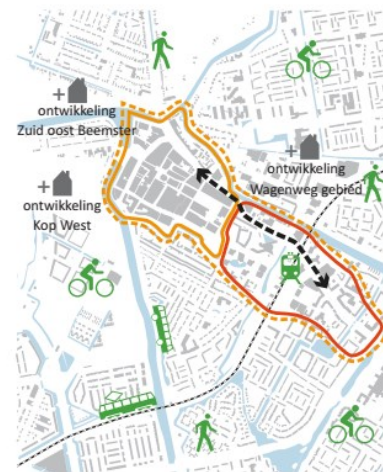 +
ontwikkeling
Zuid oost Beemster
+
ontwikkeling
Wagenweg gebied
+
ontwikkeling
Kop West